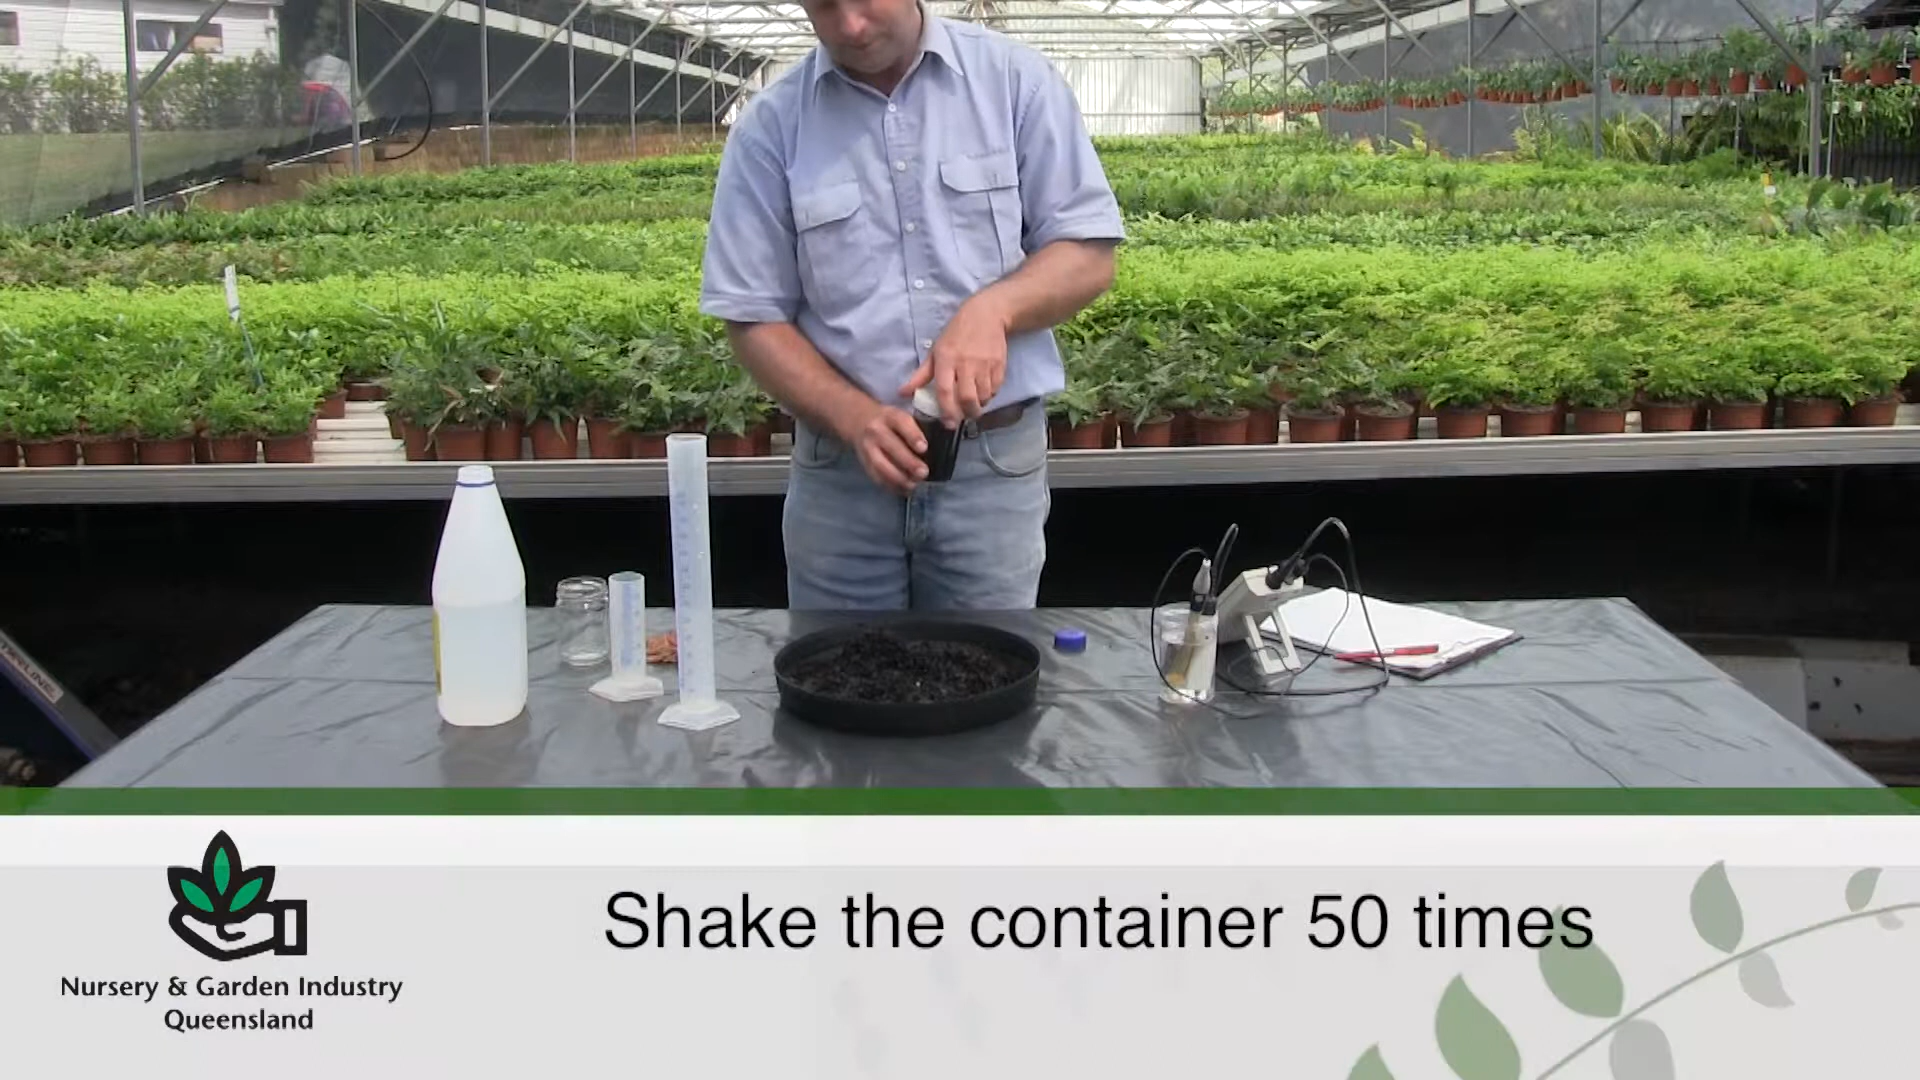 Shake the container 50 times
Nursery & Garden Industry
Queensland